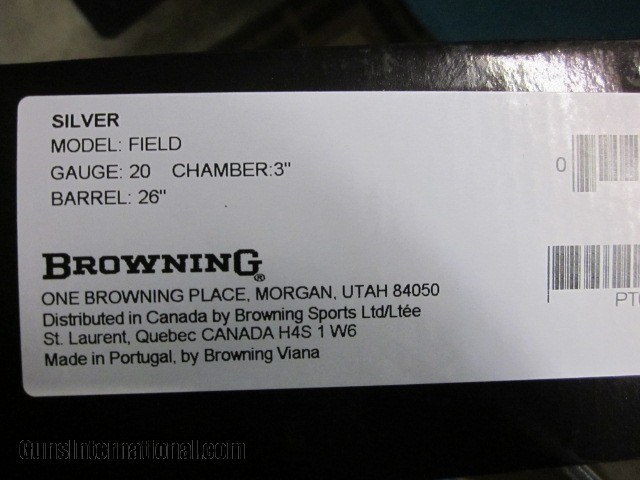 SILVER
MODEL: FIELD
GAUGE: 20 CHAMBER:3"
BARREL: 26"
0
BROWNING®
ONE BROWNING PLACE, MORGAN, UTAH 84050
Distributed in Canada by Browning Sports Ltd/Ltée
St. Laurent, Quebec CANADA H4S 1 W6
Made in Portugal, by Browning Viana
PT
GunsInternational.com